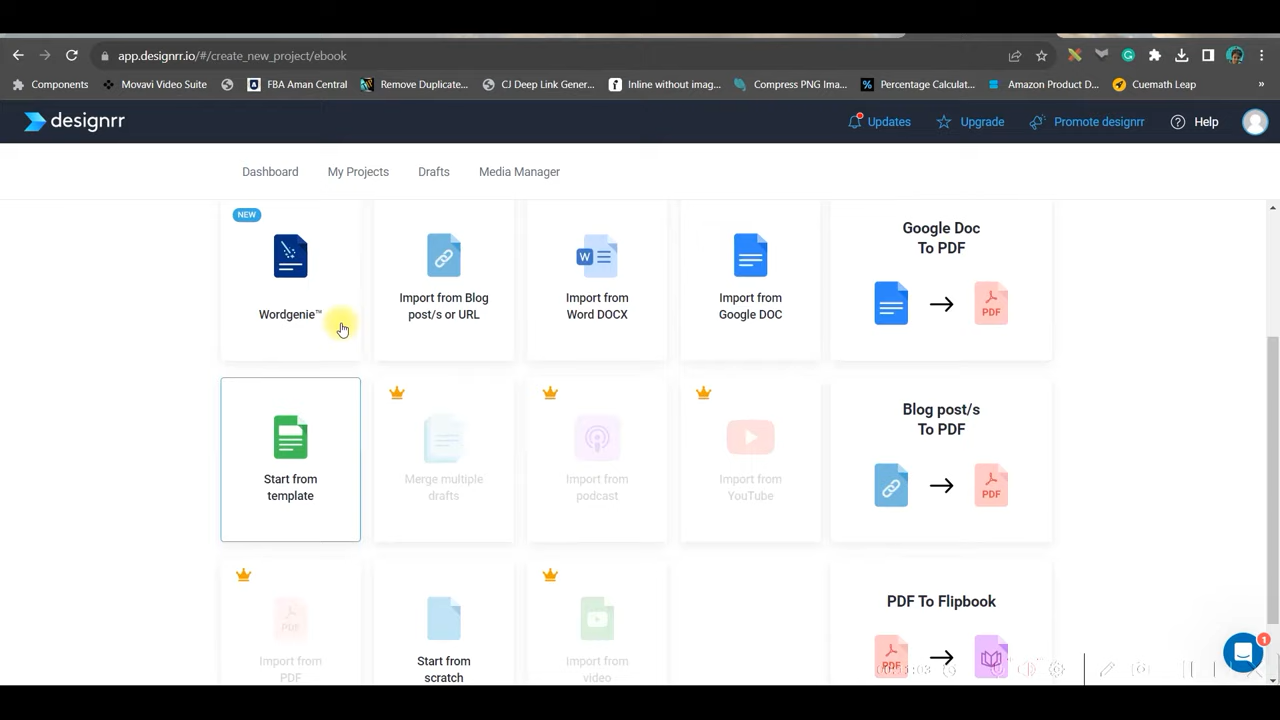 app.designrr.io/#/create_new_project/ebook
Components
Movavi Video Suite
FBA Aman Central
Remove Duplicate...
CJ Deep Link Gener...
Inline without imag...
Compress PNG Ima...
Percentage Calculat...
Amazon Product D...
Cuemath Leap
»
designrr
Updates
Upgrade
Promote designrr
Help
Dashboard
My Projects
Drafts
Media Manager
NEW
Wordgenie™
Import from Blog
post/s or URL
W
Import from
Word DOCX
Import from
Google DOC
Google Doc
To PDF
PDF
Start from
template
Merge multiple
drafts
Import from
podcast
Import from
YouTube
Blog post/s
To PDF
PDF
PDF
Import from
PDF
Start from
scratch
Import from
video
PDF To Flipbook
PDF
1